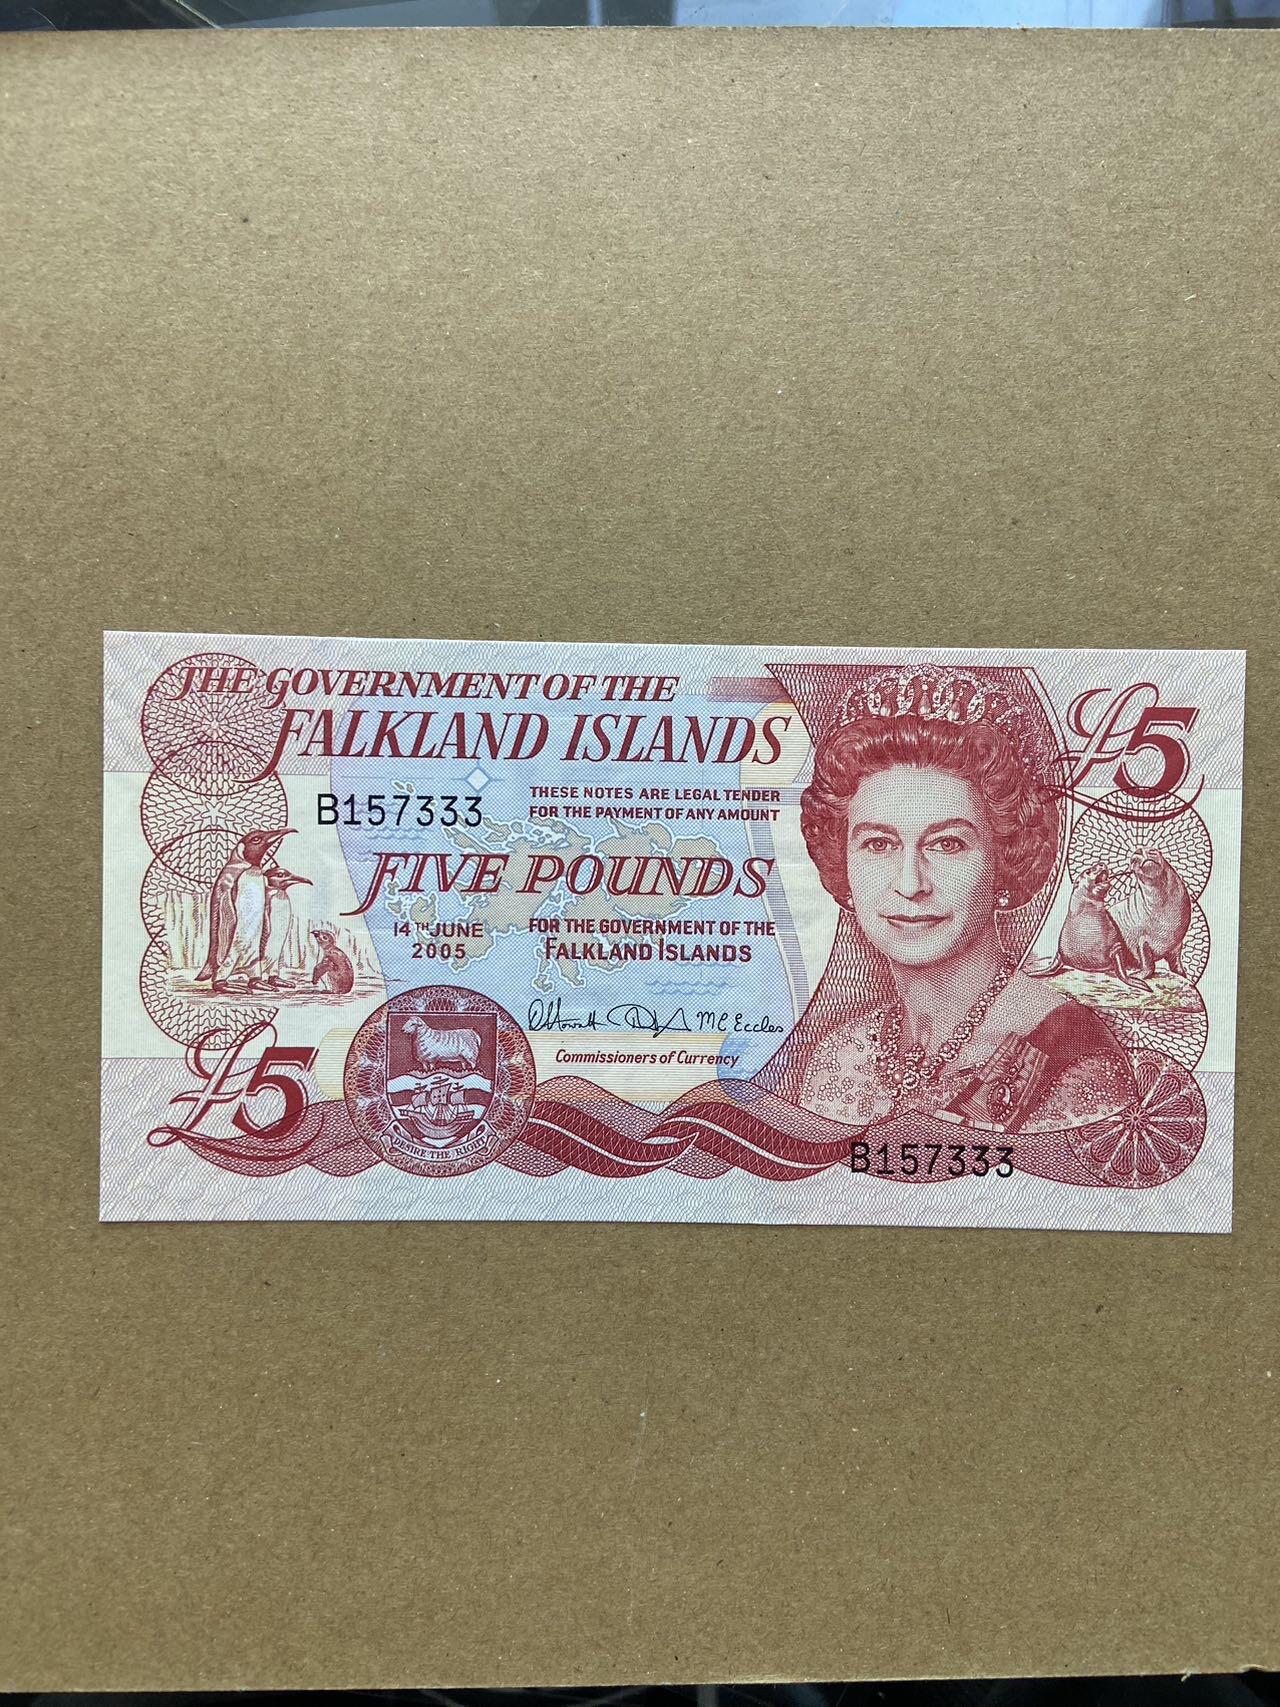 THE GOVERNMENT OF THE
FALKLAND ISLANDS
£5
B157333
THESE NOTES ARE LEGAL TENDER
FOR THE PAYMENT OF ANY AMOUNT
FIVE POUNDS
14TH JUNE
2005
FOR THE GOVERNMENT OF THE
FALKLAND ISLANDS
MC Eccles
Commissioners of Currency
£5
DESIRE THE RIGHT
B157333